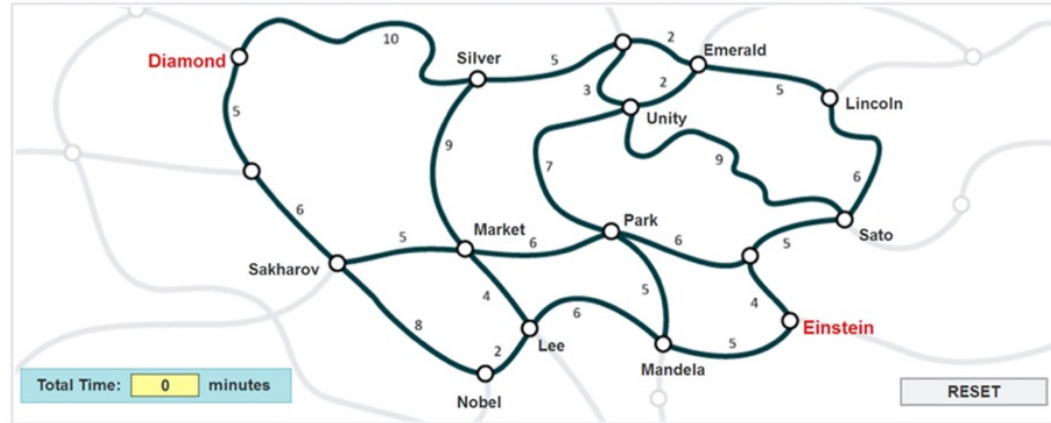 2
10
Silver
5
Emerald
Diamond
3
2
5
Lincoln
5
Unity
9
9
7
6
6
Park
Market
5
6
6
5
Sato
Sakharov
4
5
4
6
8
Einstein
2
Lee
5
Mandela
Total Time: 0 minutes
RESET
Nobel